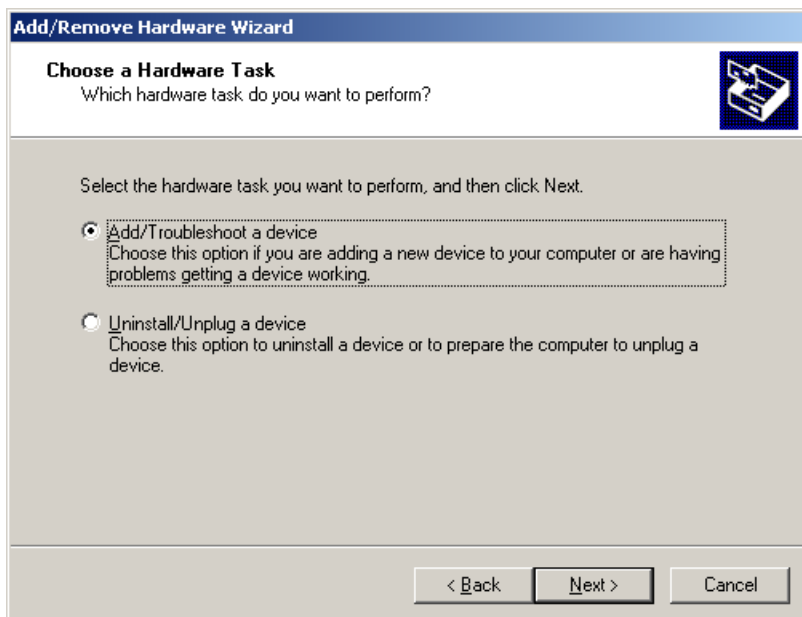 Add/Remove Hardware Wizard
Choose a Hardware Task
Which hardware task do you want to perform?
Select the hardware task you want to perform, and then click Next.
Add/Troubleshoot a device
Choose this option if you are adding a new device to your computer or are having
problems getting a device working.
Uninstall/Unplug a device
Choose this option to uninstall a device or to prepare the computer to unplug a
device.
< Back
Next >
Cancel